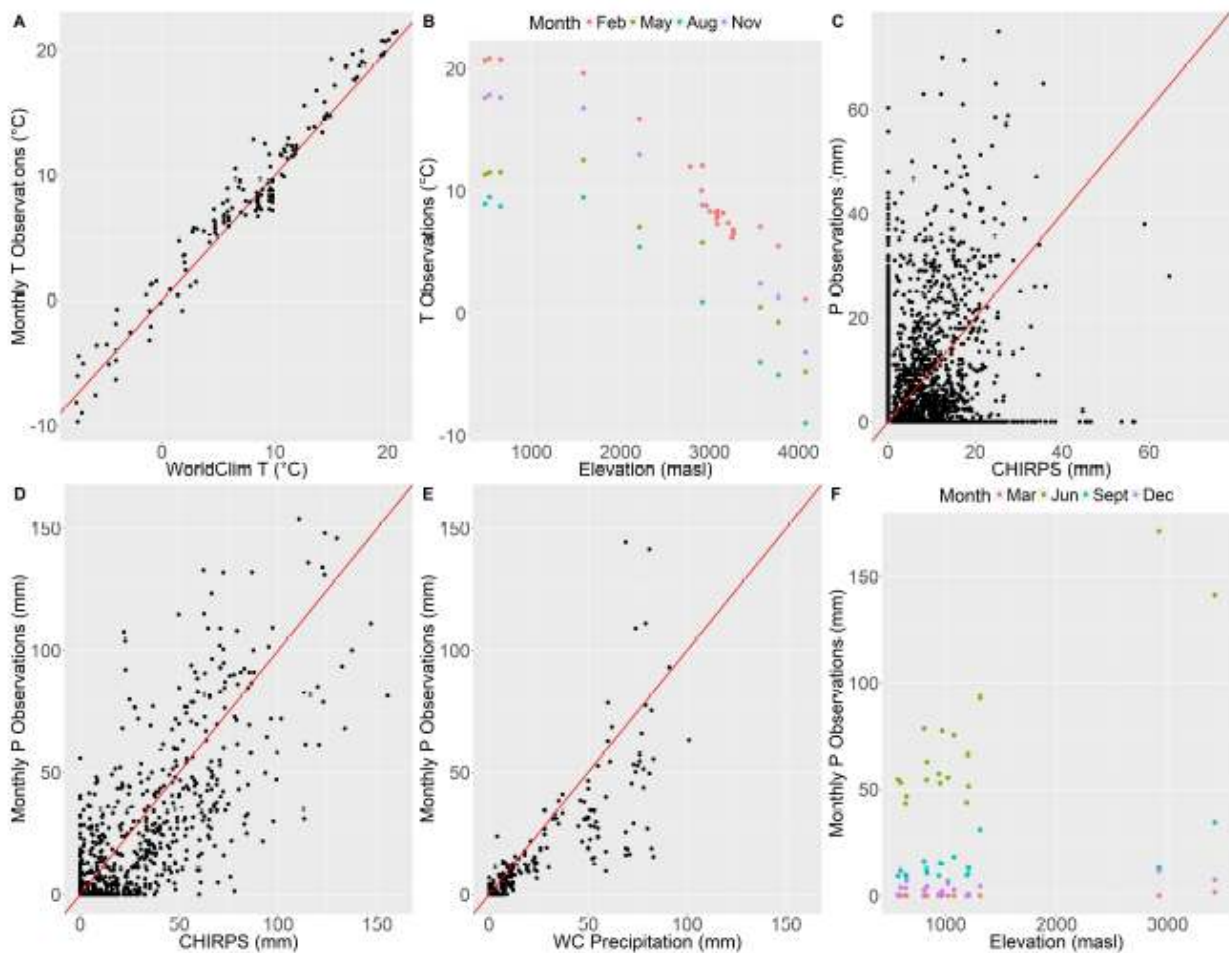 A
Monthly T Observations (°C)
20
10
0
-10
0
10
20
WorldClim T (°C)
B
Month Feb May Aug Nov
T Observations (°C)
20
10
0
-10
1000
2000
3000
4000
Elevation (masl)
C
P Observations (mm)
60
40
20
0
0
20
40
60
CHIRPS (mm)
D
Monthly P Observations (mm)
150
100
50
0
0
50
100
150
CHIRPS (mm)
E
Monthly P Observations (mm)
150
100
50
0
0
50
100
150
WC Precipitation (mm)
F
Month Mar Jun Sept Dec
Monthly P Observations (mm)
150
100
50
0
1000
2000
3000
Elevation (masl)